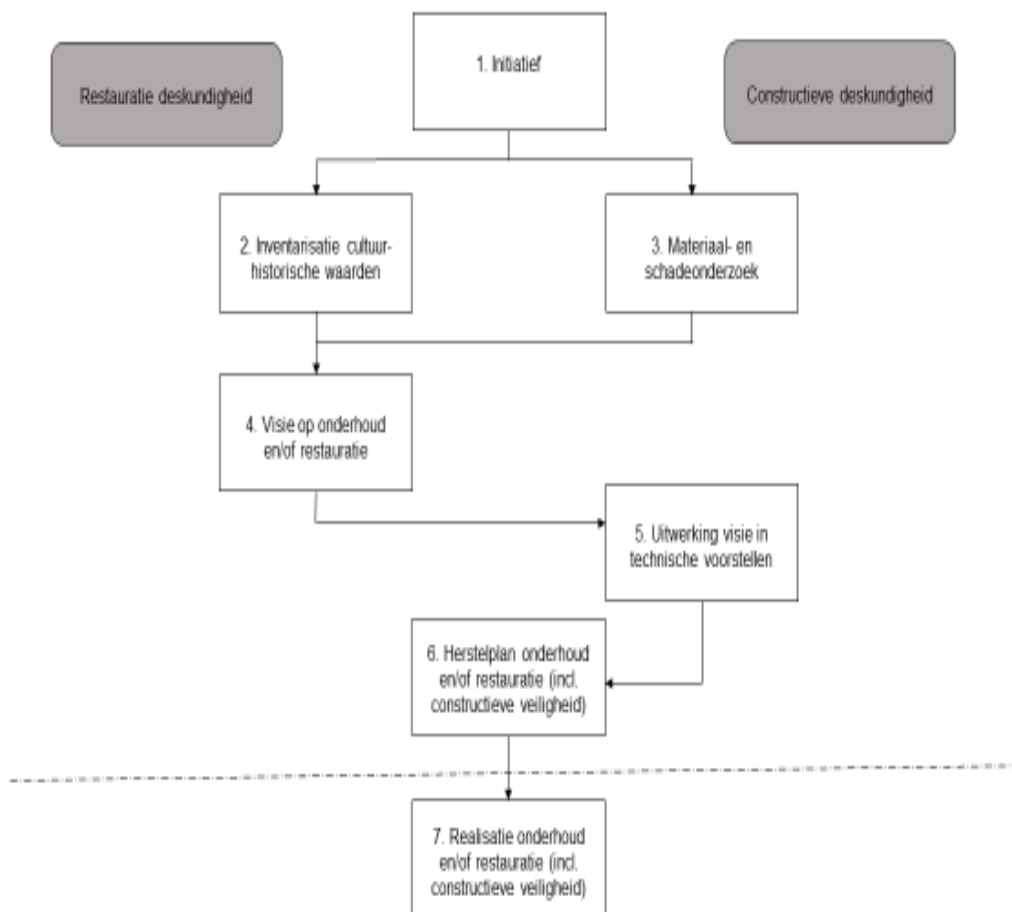 1. Initiatief
Restauratie deskundigheid
Constructieve deskundigheid
2. Inventarisatie cultuur-
historische waarden
3. Materiaal- en
schadeonderzoek
4. Visie op onderhoud
en/of restauratie
5. Uitwerking visie in
technische voorstellen
6. Herstelplan onderhoud
en/of restauratie (incl.
constructieve veiligheid)
7. Realisatie onderhoud
en/of restauratie (incl.
constructieve veiligheid)